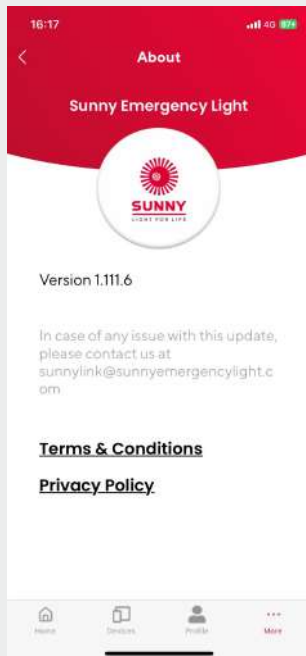 16:17
4G 97+
About
Sunny Emergency Light
SUNNY
LIGHT FOR LIFE
Version 1.111.6
In case of any issue with this update,
please contact us at
sunnylink@sunnyemergencylight.c
om
Terms & Conditions
Privacy Policy
Home Devices Profile More